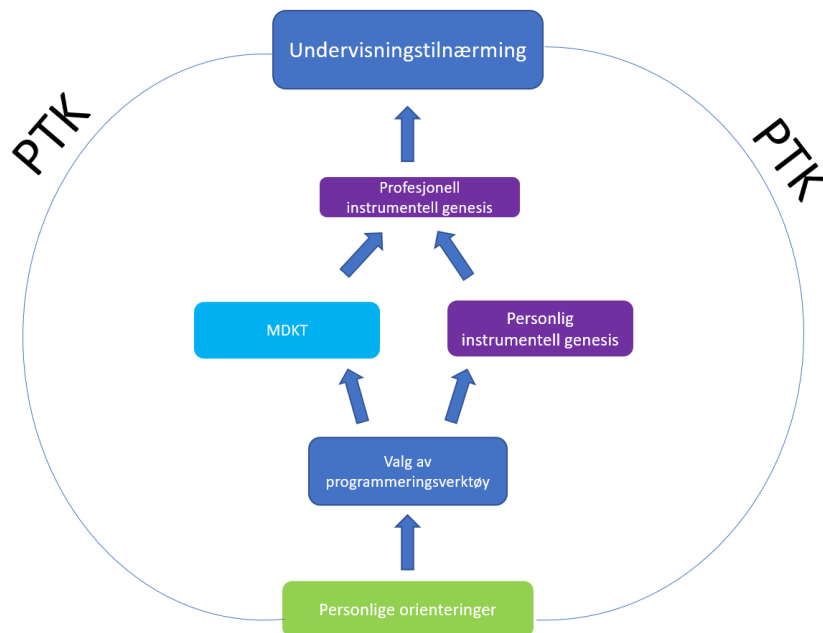 Undervisningstilnærming
PTK
PTK
Profesjonell
instrumentell genesis
MDKT
Personlig
instrumentell genesis
Valg av
programmeringsverktøy
Personlige orienteringer